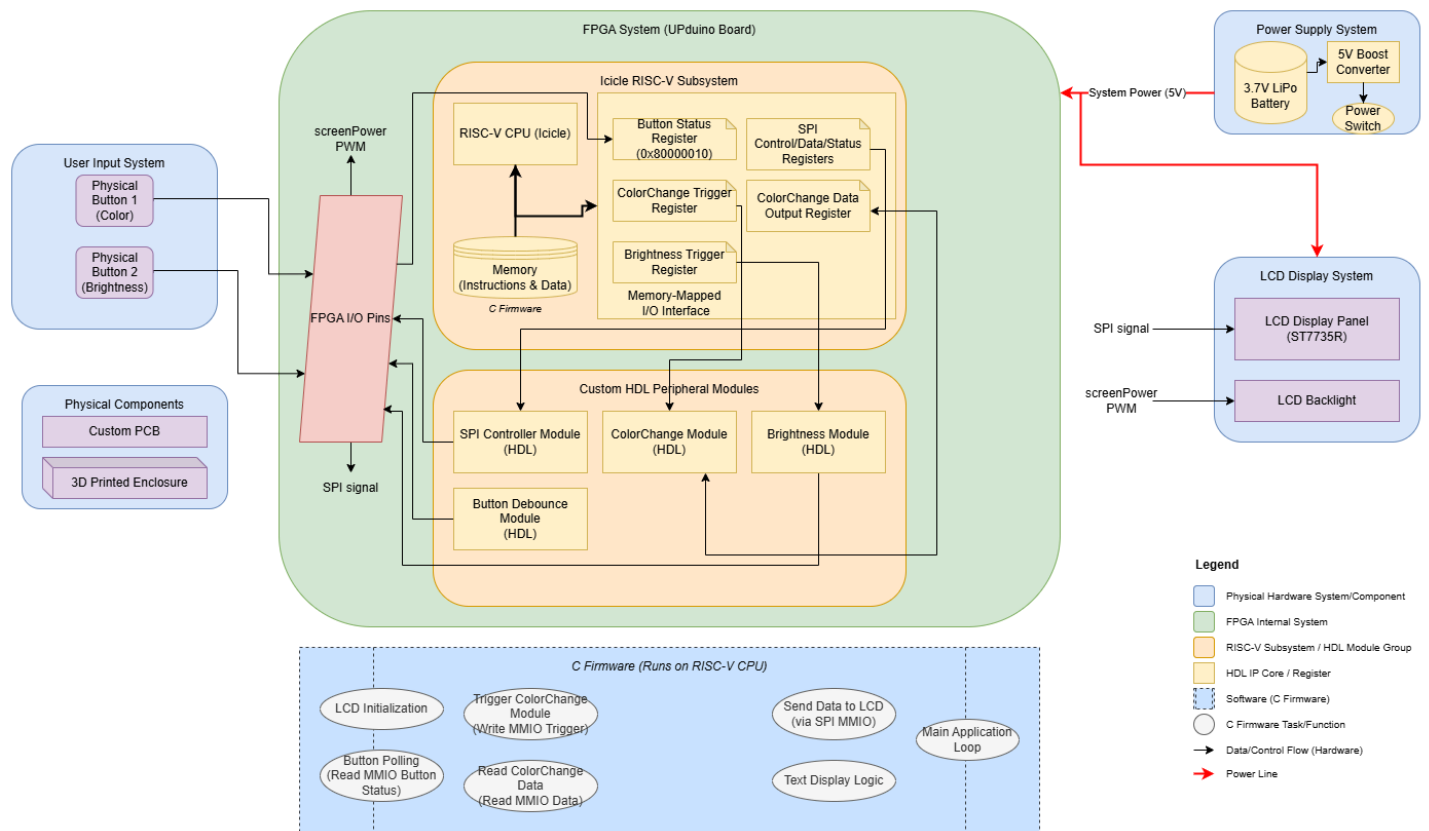 FPGA System (UPduino Board)
Power Supply System
3.7V LiPo
Battery
5V Boost
Converter
Power
Switch
System Power (5V)
Icicle RISC-V Subsystem
RISC-V CPU (Icicle)
Button Status
Register
(0x80000010)
SPI
Control/Data/Status
Registers
ColorChange Trigger
Register
ColorChange Data
Output Register
Brightness Trigger
Register
Memory-Mapped
I/O Interface
Memory
(Instructions & Data)
C Firmware
screenPower
PWM
User Input System
Physical
Button 1
(Color)
Physical
Button 2
(Brightness)
FPGA I/O Pins
SPI signal
Physical Components
Custom PCB
3D Printed Enclosure
Custom HDL Peripheral Modules
SPI Controller Module
(HDL)
ColorChange Module
(HDL)
Brightness Module
(HDL)
Button Debounce
Module
(HDL)
LCD Display System
SPI signal
LCD Display Panel
(ST7735R)
screenPower
PWM
LCD Backlight
C Firmware (Runs on RISC-V CPU)
LCD Initialization
Trigger ColorChange
Module
(Write MMIO Trigger)
Send Data to LCD
(via SPI MMIO)
Main Application
Loop
Button Polling
(Read MMIO Button
Status)
Read ColorChange
Data
(Read MMIO Data)
Text Display Logic
Legend
Physical Hardware System/Component
FPGA Internal System
RISC-V Subsystem / HDL Module Group
HDL IP Core / Register
Software (C Firmware)
C Firmware Task/Function
Data/Control Flow (Hardware)
Power Line